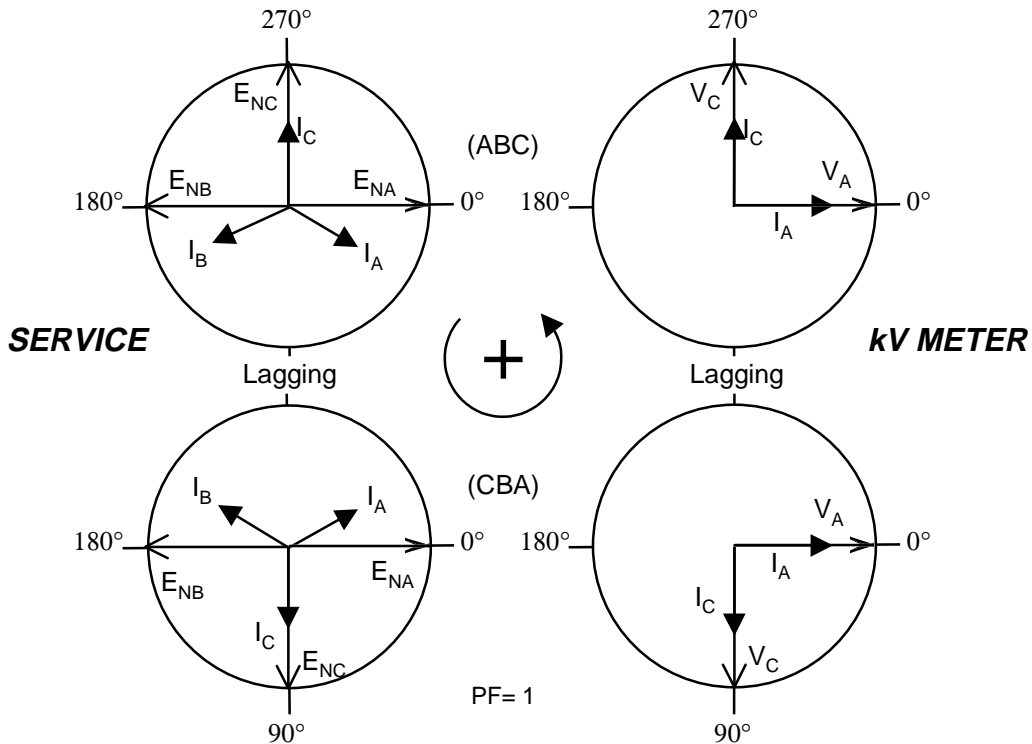 270° 270°
E_NC V_C
I_C I_C
(ABC)
E_NB E_NA V_A
180° 0° 180° 0°
I_B I_A I_A
SERVICE + kV METER
Lagging Lagging
(CBA)
I_B I_A V_A
180° 0° 180° 0°
E_NB E_NA I_A
I_C I_C
E_NC V_C
PF= 1
90° 90°